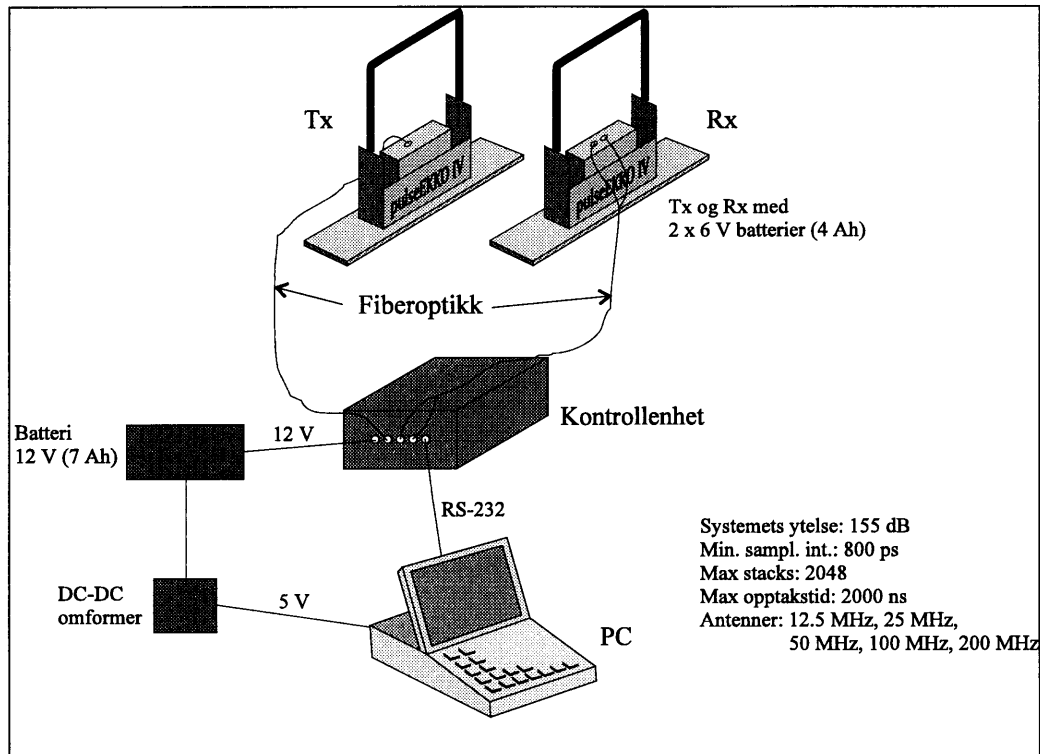 Tx
Rx
pulseEKKO IV
pulseEKKO IV
Tx og Rx med
2 x 6 V batterier (4 Ah)
Fiberoptikk
Kontrollenhet
Batteri
12 V (7 Ah)
12 V
RS-232
DC-DC
omformer
5 V
PC
Systemets ytelse: 155 dB
Min. sampl. int.: 800 ps
Max stacks: 2048
Max opptakstid: 2000 ns
Antenner: 12.5 MHz, 25 MHz,
50 MHz, 100 MHz, 200 MHz